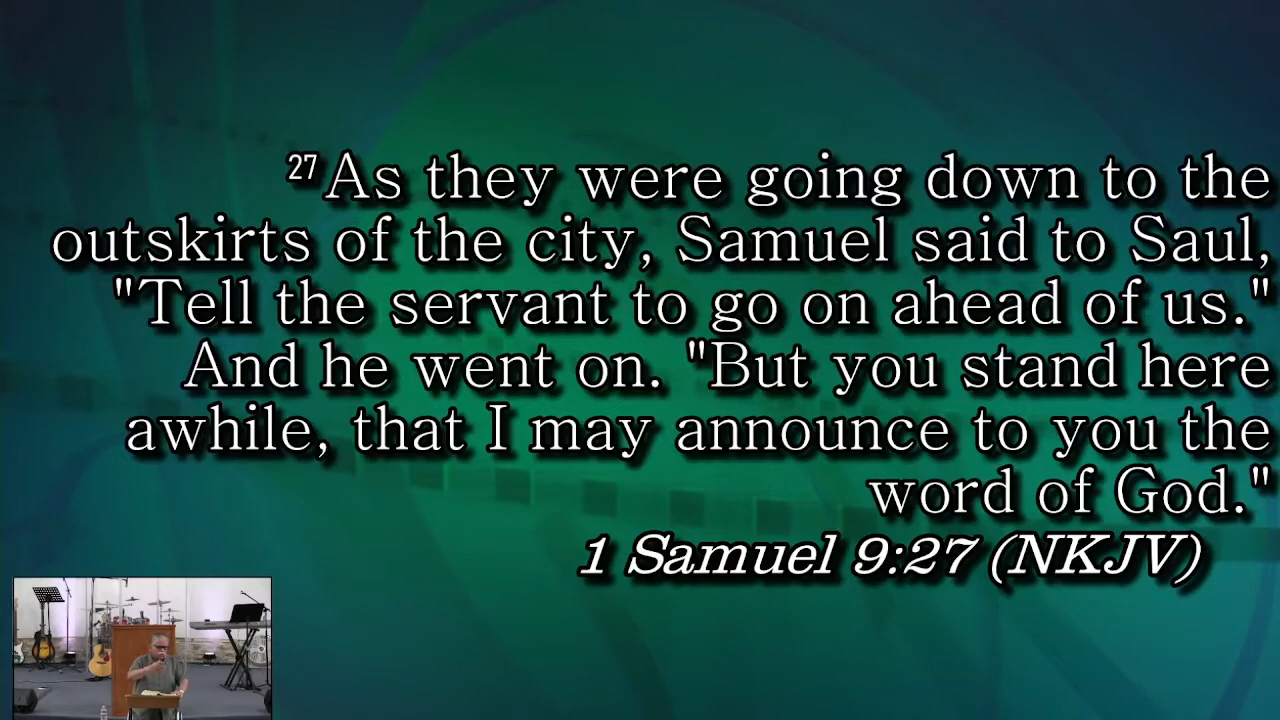 27As they were going down to the
outskirts of the city, Samuel said to Saul,
"Tell the servant to go on ahead of us."
And he went on. "But you stand here
awhile, that I may announce to you the
word of God."
1 Samuel 9:27 (NKJV)